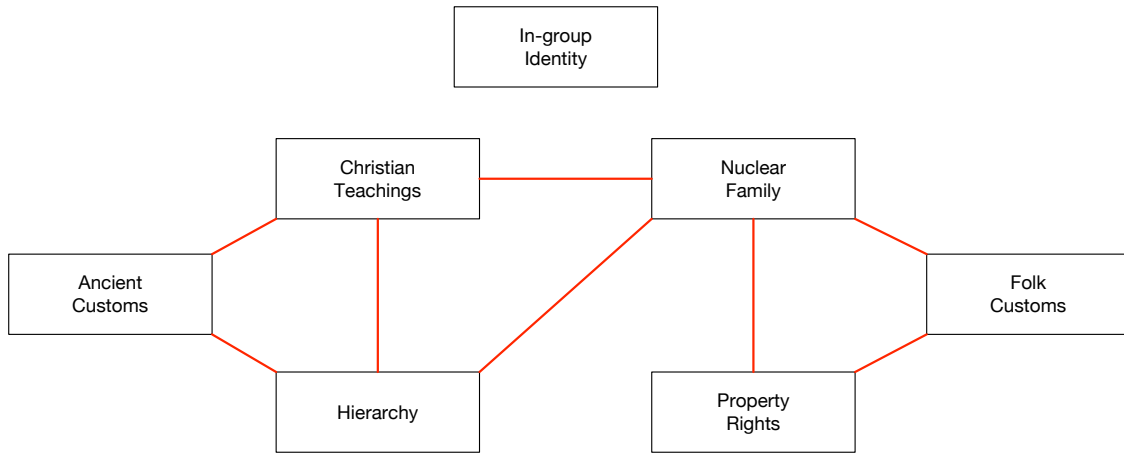 In-group
Identity
Christian
Teachings
Nuclear
Family
Ancient
Customs
Folk
Customs
Hierarchy
Property
Rights